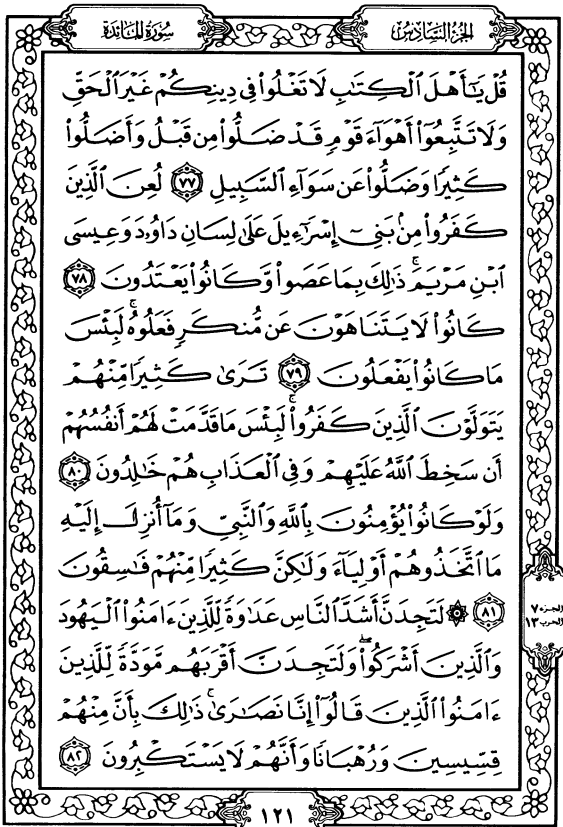 الجزء السادس
سورة المائدة
قُلْ يَٰٓأَهْلَ ٱلْكِتَٰبِ لَا تَغْلُوا۟ فِى دِينِكُمْ غَيْرَ ٱلْحَقِّ
وَلَا تَتَّبِعُوٓا۟ أَهْوَآءَ قَوْمٍ قَدْ ضَلُّوا۟ مِن قَبْلُ وَأَضَلُّوا۟
كَثِيرًا وَضَلُّوا۟ عَن سَوَآءِ ٱلسَّبِيلِ ٧٧ لُعِنَ ٱلَّذِينَ
كَفَرُوا۟ مِنۢ بَنِىٓ إِسْرَٰٓءِيلَ عَلَىٰ لِسَانِ دَاوُۥدَ وَعِيسَى
ٱبْنِ مَرْيَمَ ۚ ذَٰلِكَ بِمَا عَصَوا۟ وَّكَانُوا۟ يَعْتَدُونَ ٧٨
كَانُوا۟ لَا يَتَنَاهَوْنَ عَن مُّنكَرٍ فَعَلُوهُ ۚ لَبِئْسَ
مَا كَانُوا۟ يَفْعَلُونَ ٧٩ تَرَىٰ كَثِيرًا مِّنْهُمْ
يَتَوَلَّوْنَ ٱلَّذِينَ كَفَرُوا۟ ۚ لَبِئْسَ مَا قَدَّمَتْ لَهُمْ أَنفُسُهُمْ
أَن سَخِطَ ٱللَّهُ عَلَيْهِمْ وَفِى ٱلْعَذَابِ هُمْ خَٰلِدُونَ ٨٠
وَلَوْ كَانُوا۟ يُؤْمِنُونَ بِٱللَّهِ وَٱلنَّبِىِّ وَمَآ أُنزِلَ إِلَيْهِ
مَا ٱتَّخَذُوهُمْ أَوْلِيَآءَ وَلَٰكِنَّ كَثِيرًا مِّنْهُمْ فَٰسِقُونَ
٨١ ۞ لَتَجِدَنَّ أَشَدَّ ٱلنَّاسِ عَدَٰوَةً لِّلَّذِينَ ءَامَنُوا۟ ٱلْيَهُودَ
وَٱلَّذِينَ أَشْرَكُوا۟ ۖ وَلَتَجِدَنَّ أَقْرَبَهُم مَّوَدَّةً لِّلَّذِينَ
ءَامَنُوا۟ ٱلَّذِينَ قَالُوٓا۟ إِنَّا نَصَٰرَىٰ ۚ ذَٰلِكَ بِأَنَّ مِنْهُمْ
قِسِّيسِينَ وَرُهْبَانًا وَأَنَّهُمْ لَا يَسْتَكْبِرُونَ ٨٢
الجزء ٧
الحزب ١٣
١٢١